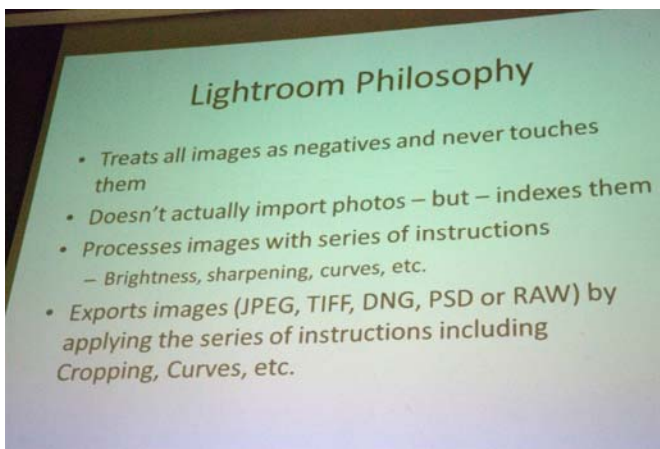 Lightroom Philosophy
• Treats all images as negatives and never touches
them
• Doesn't actually import photos – but – indexes them
• Processes images with series of instructions
– Brightness, sharpening, curves, etc.
• Exports images (JPEG, TIFF, DNG, PSD or RAW) by
applying the series of instructions including
Cropping, Curves, etc.